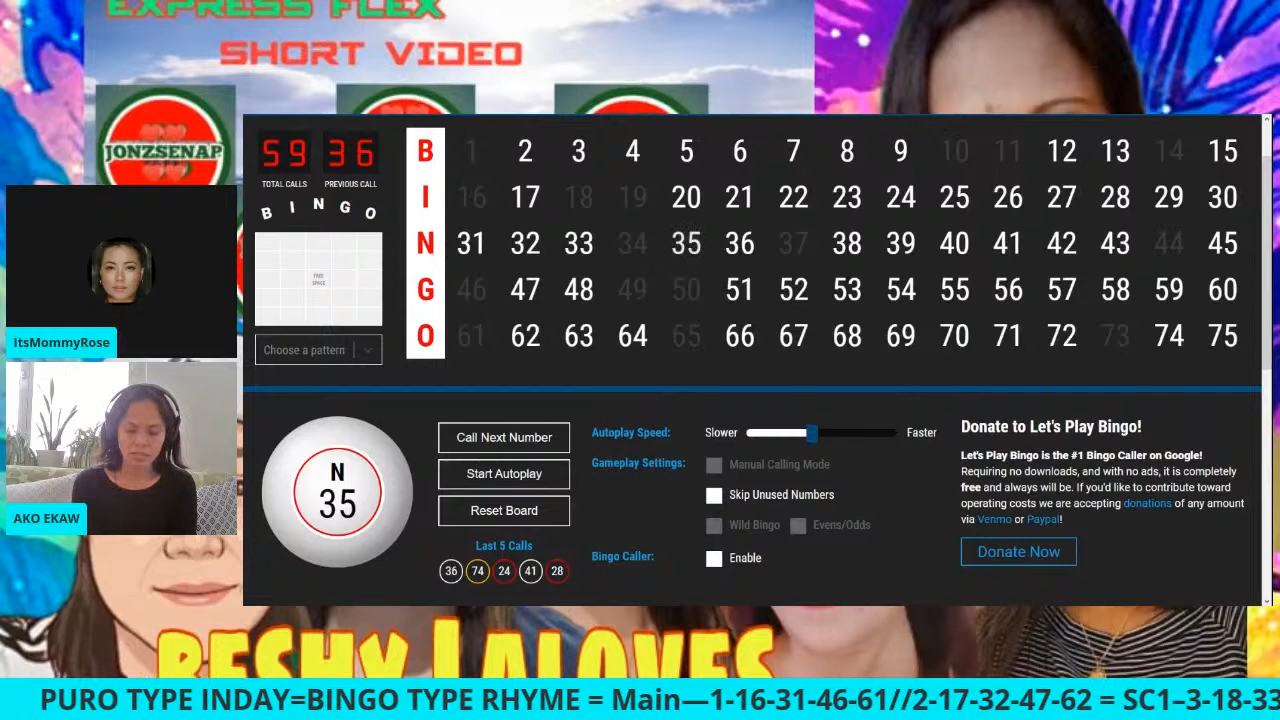 EXPRESS FLEX
SHORT VIDEO
JONZSENAP
59 36
TOTAL CALLS PREVIOUS CALL
B I N G O
FREE
SPACE
Choose a pattern
B 1 2 3 4 5 6 7 8 9 10 11 12 13 14 15
I 16 17 18 19 20 21 22 23 24 25 26 27 28 29 30
N 31 32 33 34 35 36 37 38 39 40 41 42 43 44 45
G 46 47 48 49 50 51 52 53 54 55 56 57 58 59 60
O 61 62 63 64 65 66 67 68 69 70 71 72 73 74 75
ItsMommyRose
AKO EKAW
N
35
Call Next Number
Start Autoplay
Reset Board
Last 5 Calls
36 74 24 41 28
Autoplay Speed: Slower Faster
Gameplay Settings: Manual Calling Mode
Skip Unused Numbers
Wild Bingo Evens/Odds
Bingo Caller: Enable
Donate to Let's Play Bingo!
Let's Play Bingo is the #1 Bingo Caller on Google!
Requiring no downloads, and with no ads, it is completely
free and always will be. If you'd like to contribute toward
operating costs we are accepting donations of any amount
via Venmo or Paypal!
Donate Now
BESHY LALOVES
PURO TYPE INDAY=BINGO TYPE RHYME = Main—1-16-31-46-61//2-17-32-47-62 = SC1–3-18-33